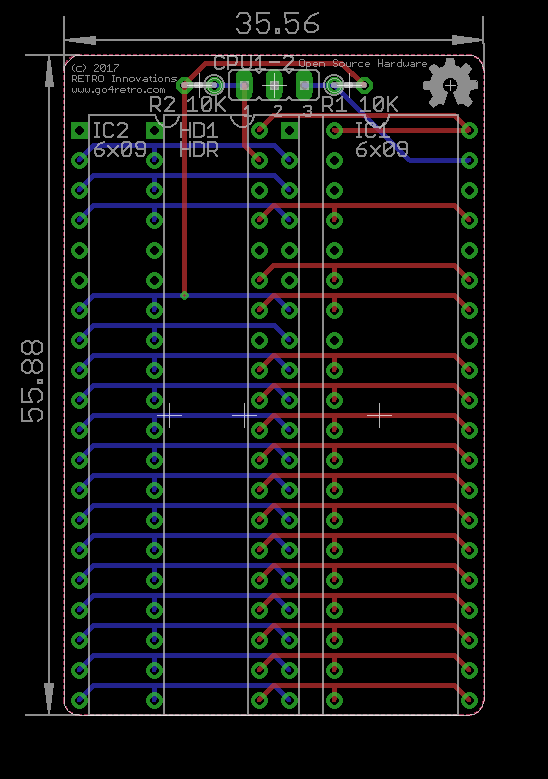 35.56
(c) 2017
RETRO Innovations
www.go4retro.com
CPU1-2
Open Source Hardware
R2 10K
R1 10K
1 2 3
IC2
6x09
HD1
HDR
IC1
6x09
55.88